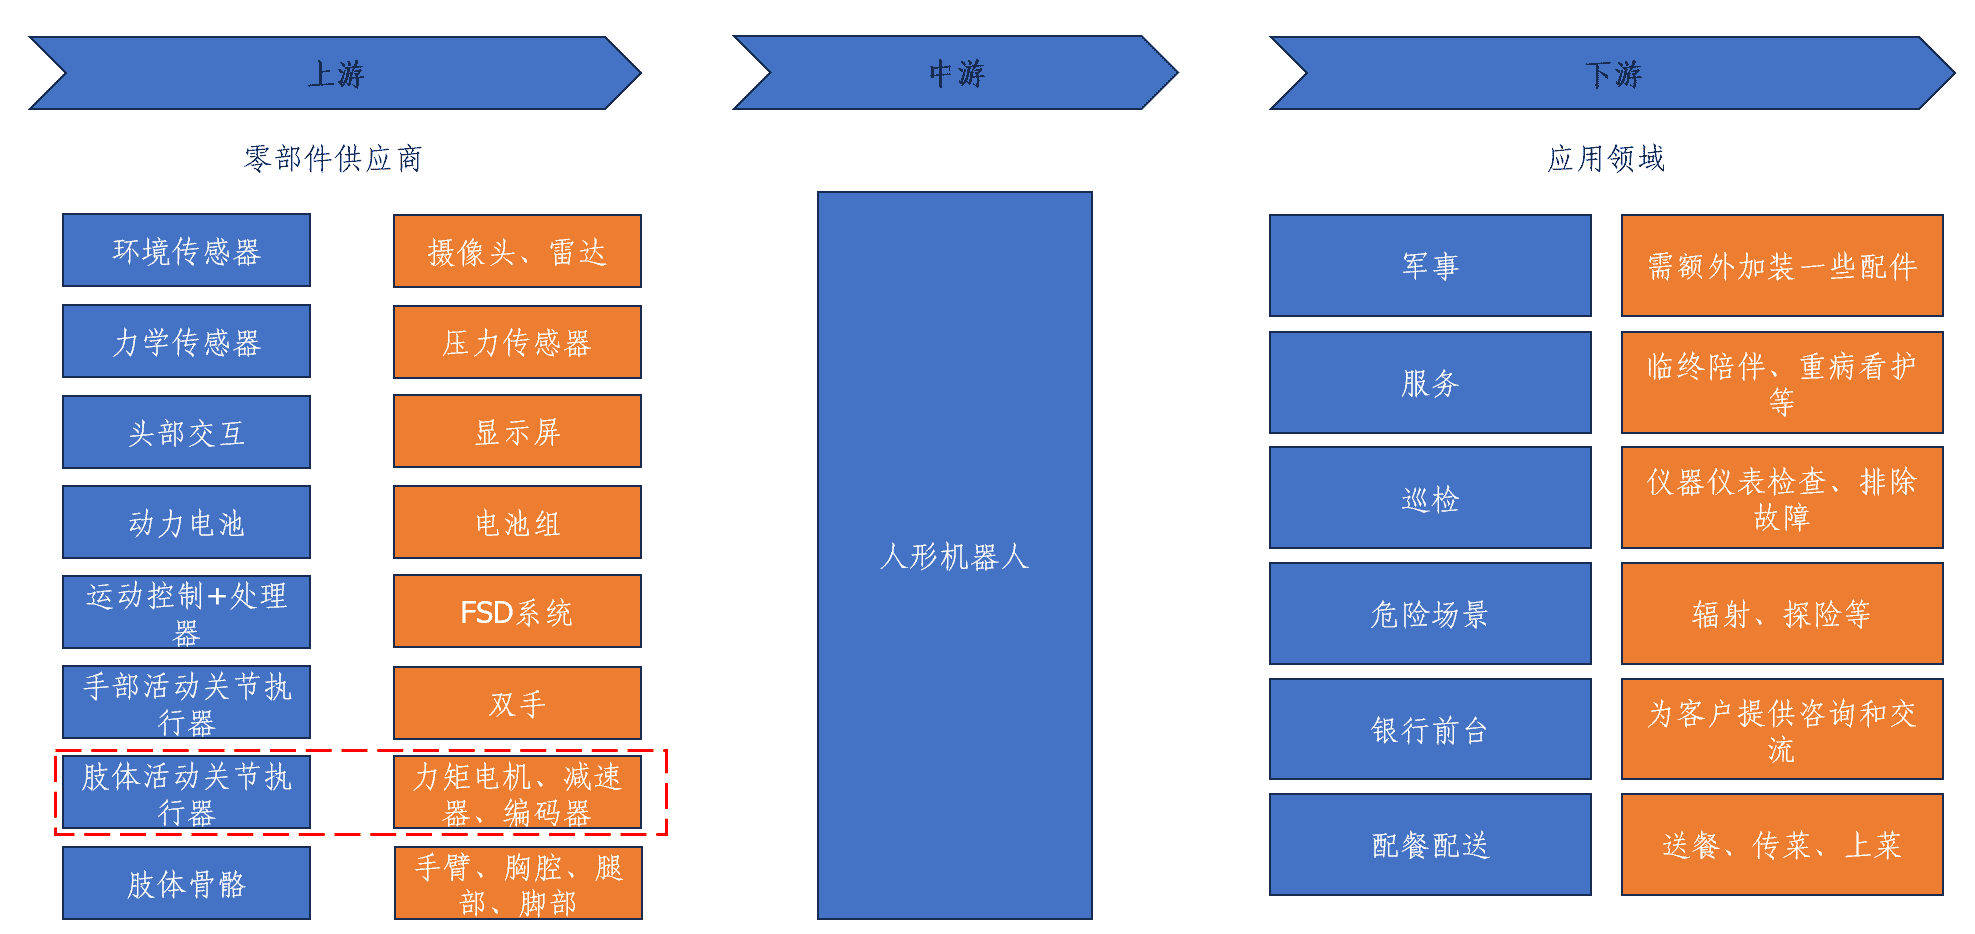 上游
中游
下游
零部件供应商
应用领域
环境传感器
摄像头、雷达
力学传感器
压力传感器
头部交互
显示屏
动力电池
电池组
运动控制+处理
器
FSD系统
手部活动关节执
行器
双手
肢体活动关节执
行器
力矩电机、减速
器、编码器
肢体骨骼
手臂、胸腔、腿
部、脚部
人形机器人
军事
需额外加装一些配件
服务
临终陪伴、重病看护
等
巡检
仪器仪表检查、排除
故障
危险场景
辐射、探险等
银行前台
为客户提供咨询和交
流
配餐配送
送餐、传菜、上菜